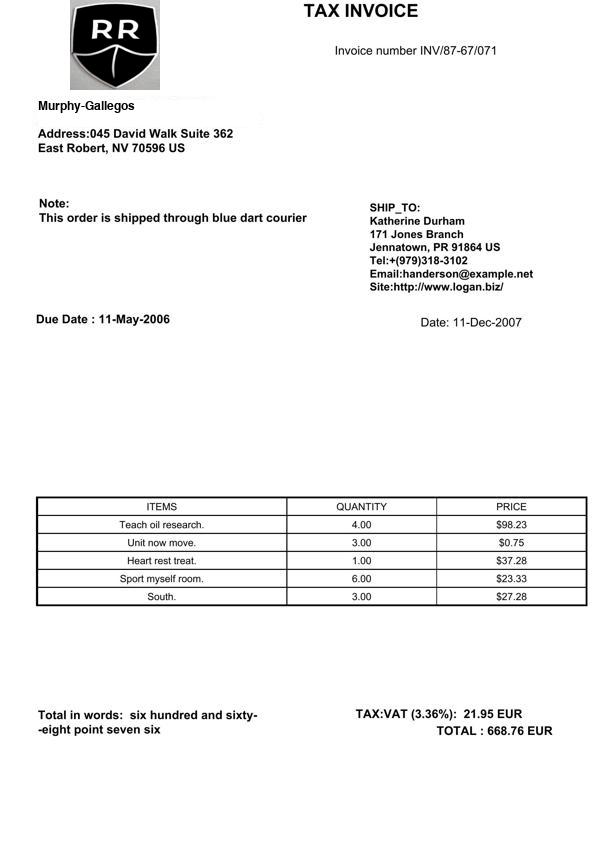 RR
TAX INVOICE
Invoice number INV/87-67/071
Murphy-Gallegos
Address:045 David Walk Suite 362
East Robert, NV 70596 US
Note:
This order is shipped through blue dart courier
SHIP_TO:
Katherine Durham
171 Jones Branch
Jennatown, PR 91864 US
Tel:+(979)318-3102
Email:handerson@example.net
Site:http://www.logan.biz/
Due Date : 11-May-2006
Date: 11-Dec-2007
ITEMS QUANTITY PRICE
Teach oil research. 4.00 $98.23
Unit now move. 3.00 $0.75
Heart rest treat. 1.00 $37.28
Sport myself room. 6.00 $23.33
South. 3.00 $27.28
Total in words: six hundred and sixty-
-eight point seven six
TAX:VAT (3.36%): 21.95 EUR
TOTAL : 668.76 EUR